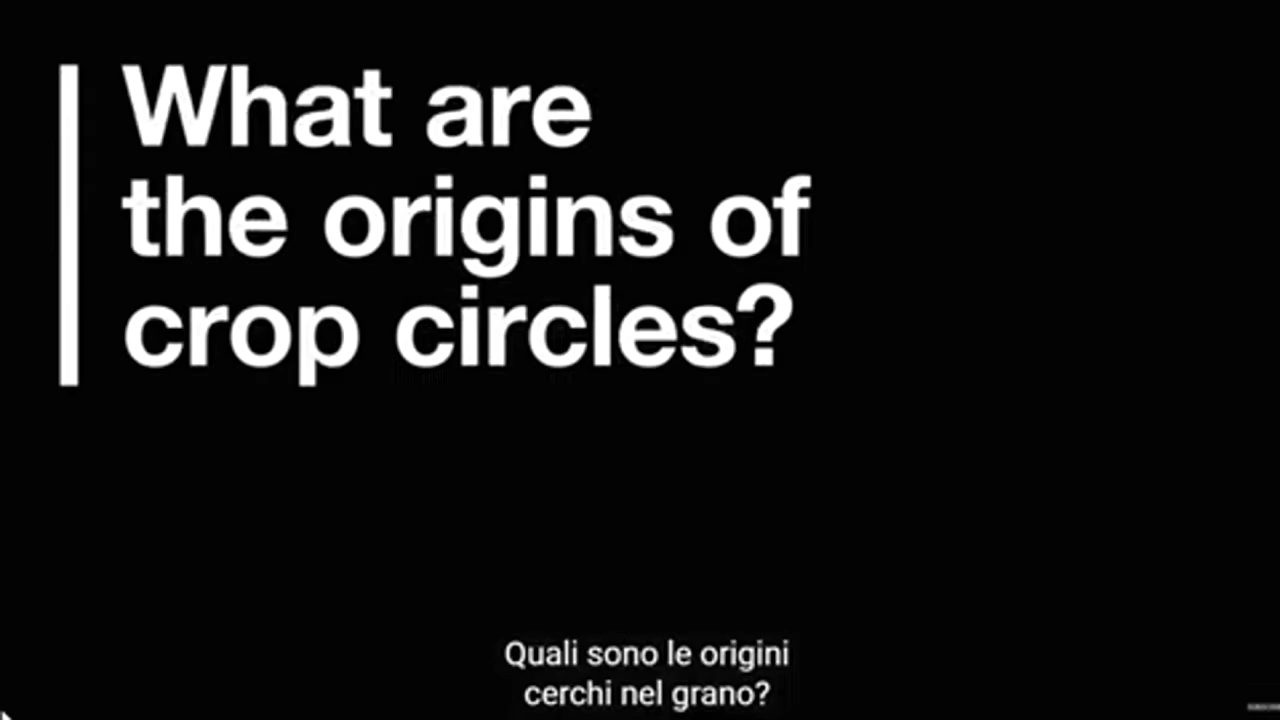 What are
the origins of
crop circles?
Quali sono le origini
cerchi nel grano?